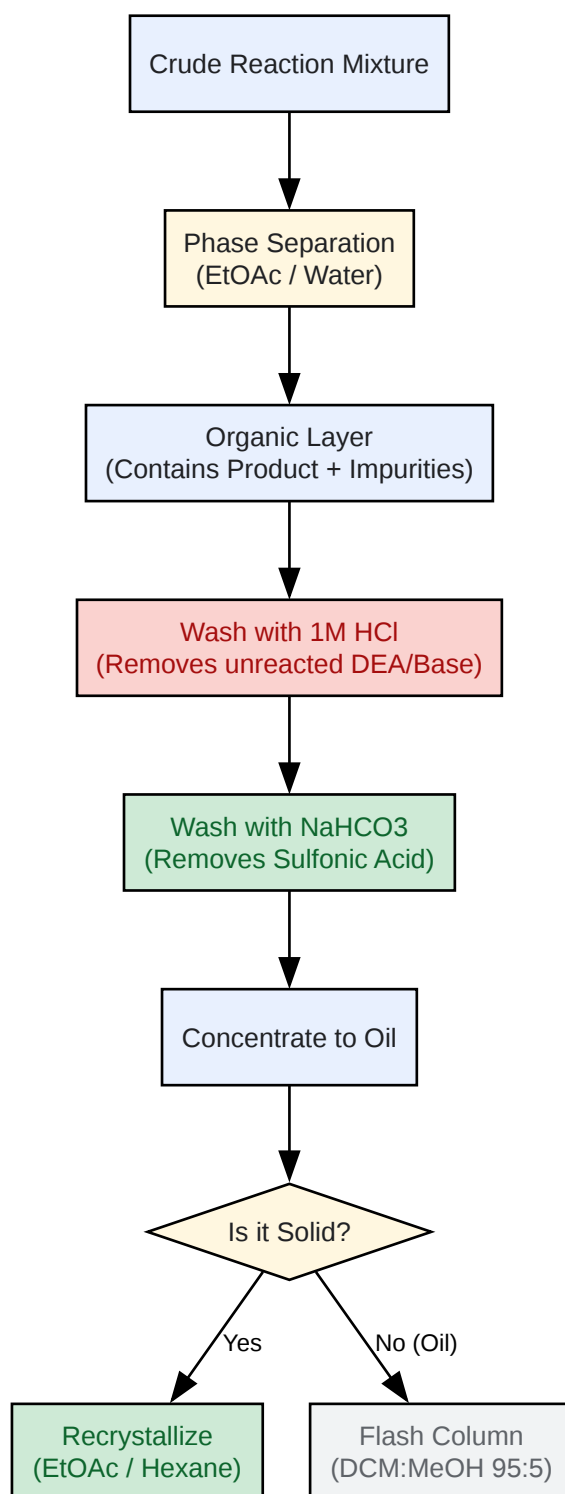 Crude Reaction Mixture
Phase Separation
(EtOAc / Water)
Organic Layer
(Contains Product + Impurities)
Wash with 1M HCl
(Removes unreacted DEA/Base)
Wash with NaHCO3
(Removes Sulfonic Acid)
Concentrate to Oil
Is it Solid?
Yes
No (Oil)
Recrystallize
(EtOAc / Hexane)
Flash Column
(DCM:MeOH 95:5)